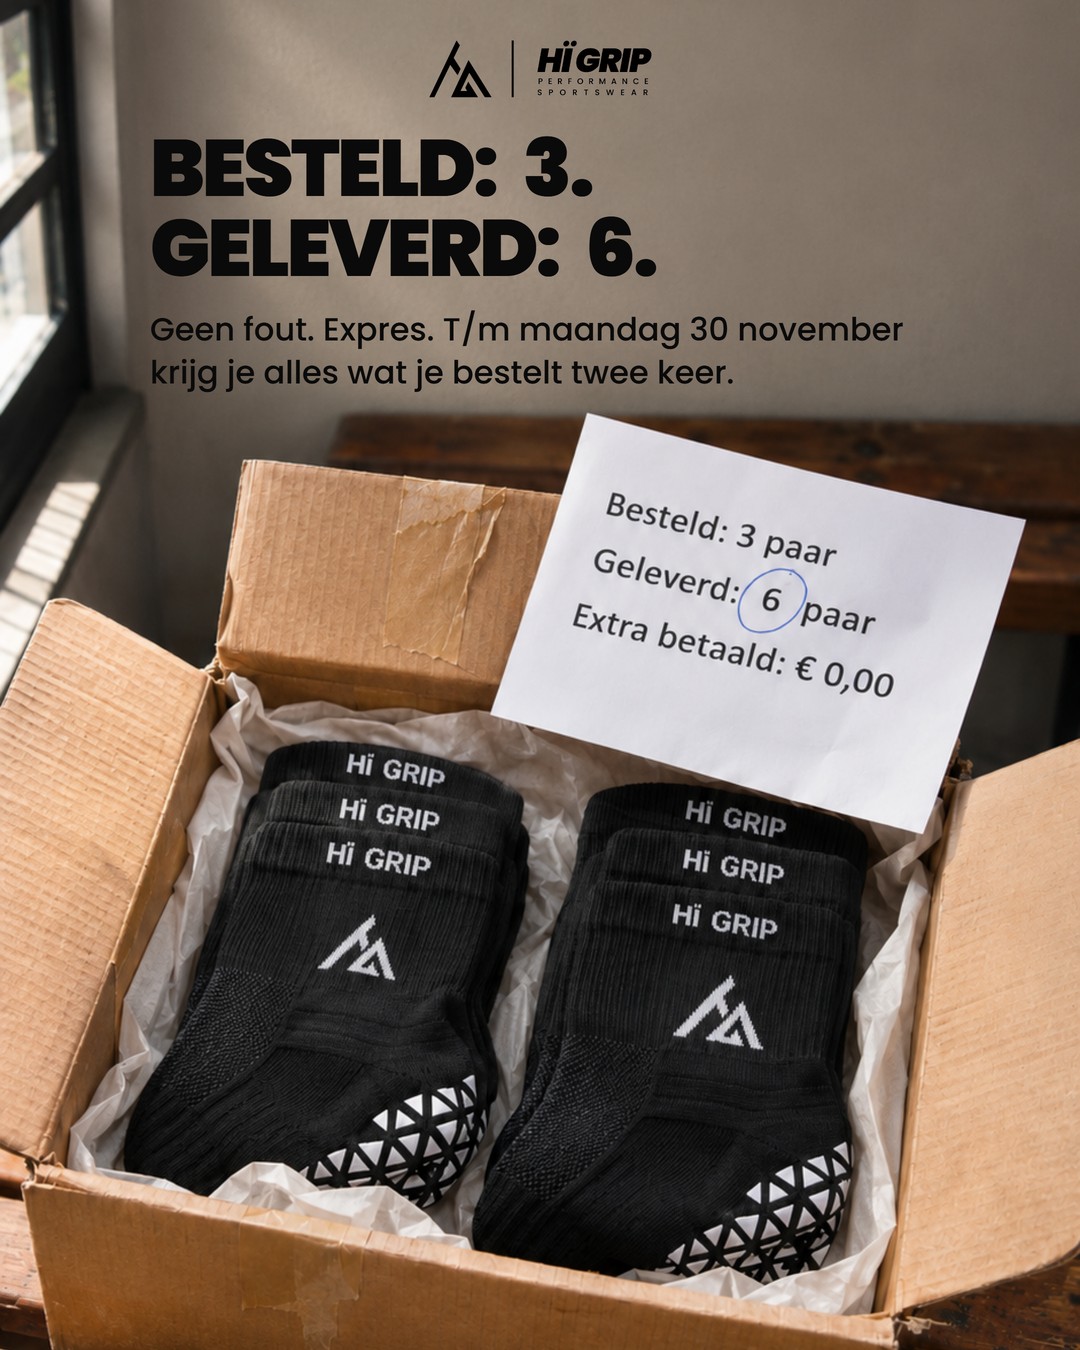 HÏ GRIP
PERFORMANCE
SPORTSWEAR
BESTELD: 3.
GELEVERD: 6.
Geen fout. Expres. T/m maandag 30 november
krijg je alles wat je bestelt twee keer.
Besteld: 3 paar
Geleverd: 6 paar
Extra betaald: € 0,00
HÏ GRIP
HÏ GRIP
HÏ GRIP
HÏ GRIP
HÏ GRIP
HÏ GRIP